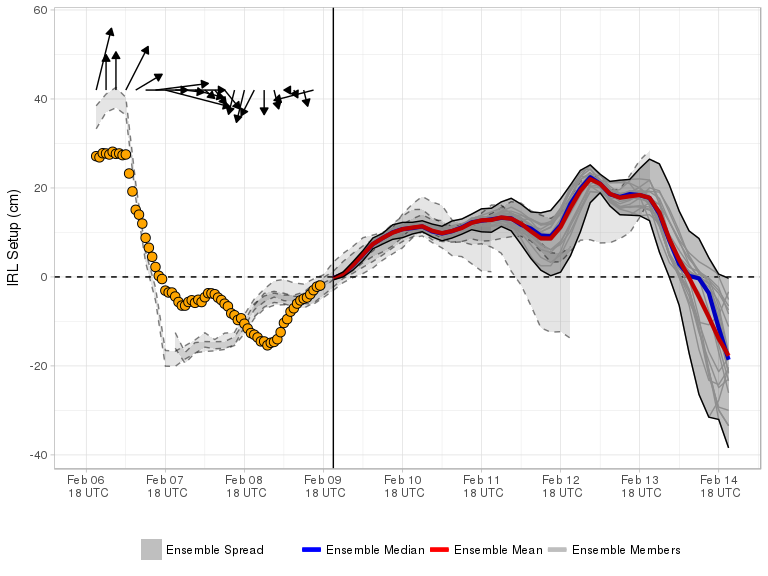 60
40
20
0
-20
-40
IRL Setup (cm)
Feb 06 Feb 07 Feb 08 Feb 09 Feb 10 Feb 11 Feb 12 Feb 13 Feb 14
18 UTC 18 UTC 18 UTC 18 UTC 18 UTC 18 UTC 18 UTC 18 UTC 18 UTC
Ensemble Spread Ensemble Median Ensemble Mean Ensemble Members